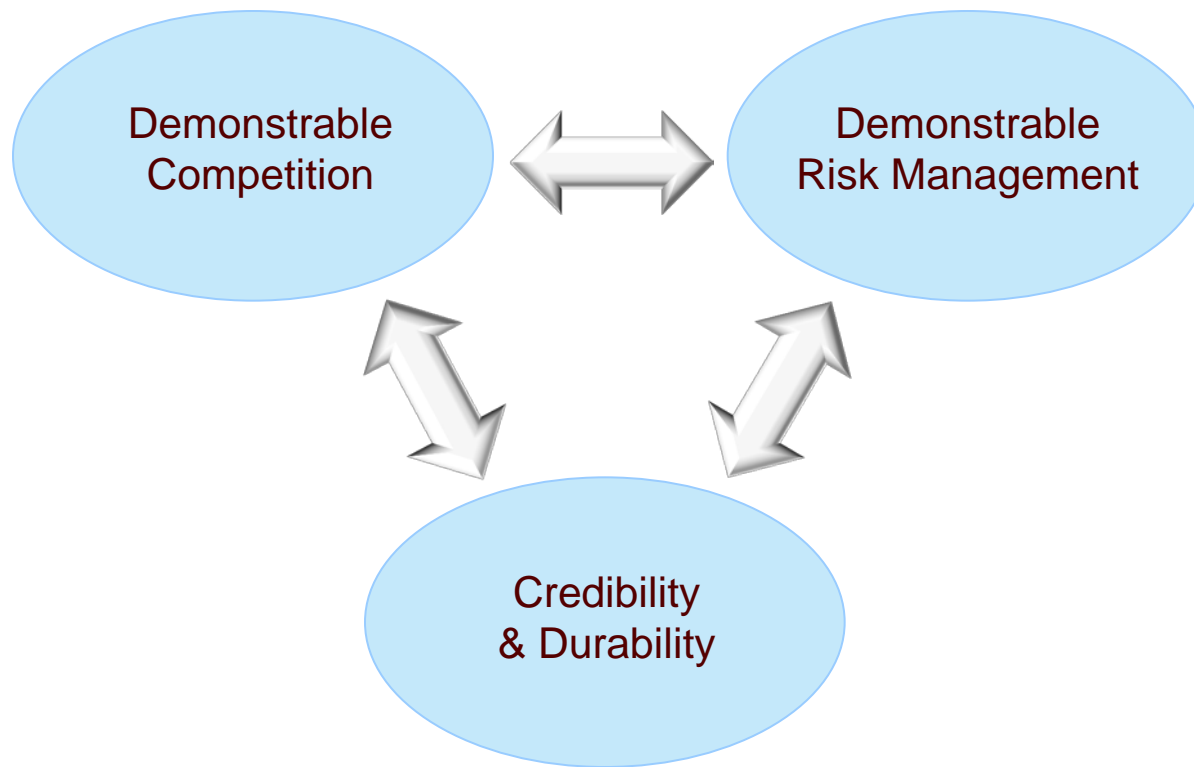 Demonstrable
Competition
Demonstrable
Risk Management
Credibility
& Durability